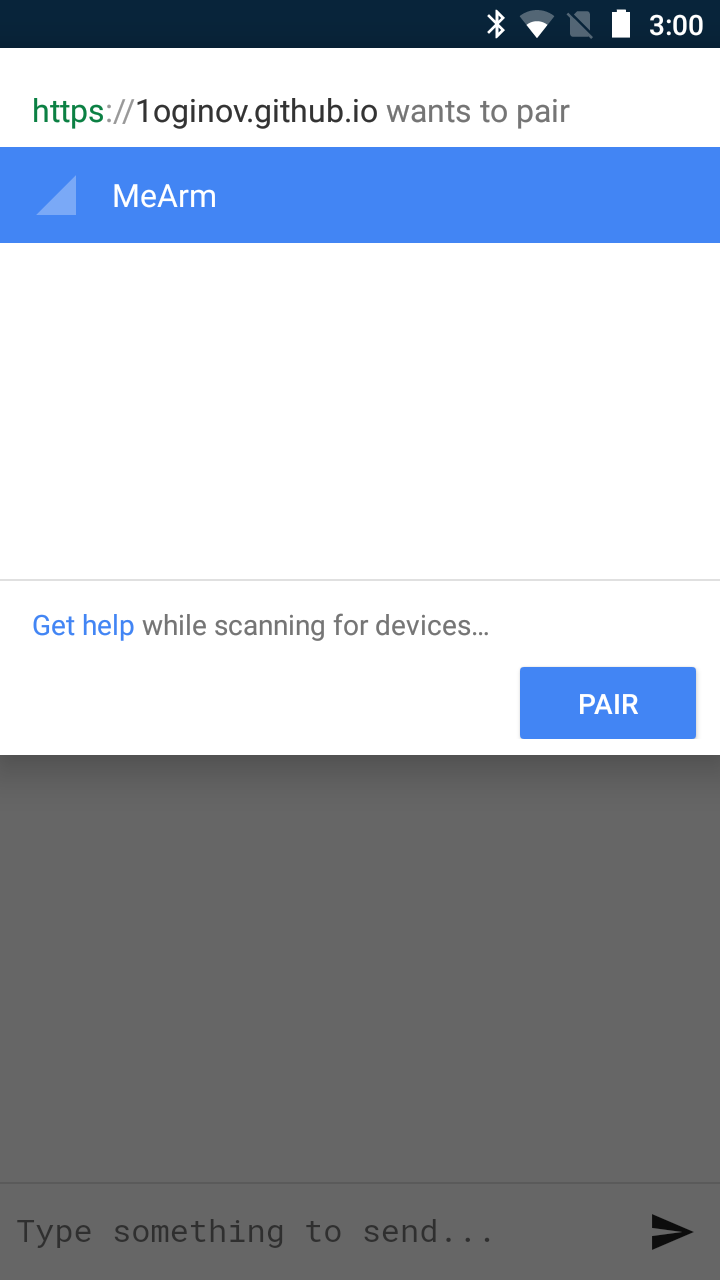 3:00
https://1oginov.github.io wants to pair
MeArm
Get help while scanning for devices…
PAIR
Type something to send...